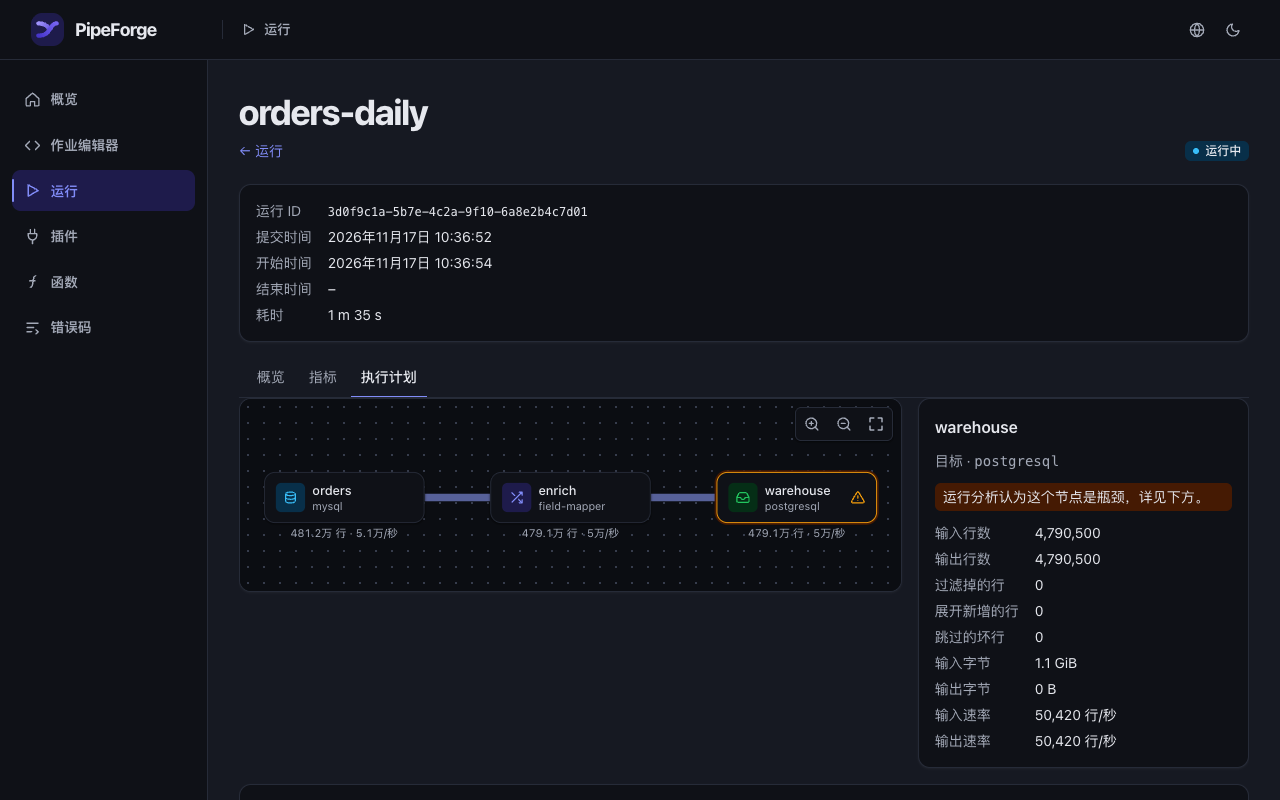 PipeForge
运行
概览
作业编辑器
运行
插件
函数
错误码
orders-daily
← 运行
运行中
运行 ID 3d0f9c1a-5b7e-4c2a-9f10-6a8e2b4c7d01
提交时间 2026年11月17日 10:36:52
开始时间 2026年11月17日 10:36:54
结束时间 –
耗时 1 m 35 s
概览 指标 执行计划
orders
mysql
481.2万 行 · 5.1万/秒
enrich
field-mapper
479.1万 行 · 5万/秒
warehouse
postgresql
479.1万 行 · 5万/秒
warehouse
目标 · postgresql
运行分析认为这个节点是瓶颈，详见下方。
输入行数 4,790,500
输出行数 4,790,500
过滤掉的行 0
展开新增的行 0
跳过的坏行 0
输入字节 1.1 GiB
输出字节 0 B
输入速率 50,420 行/秒
输出速率 50,420 行/秒